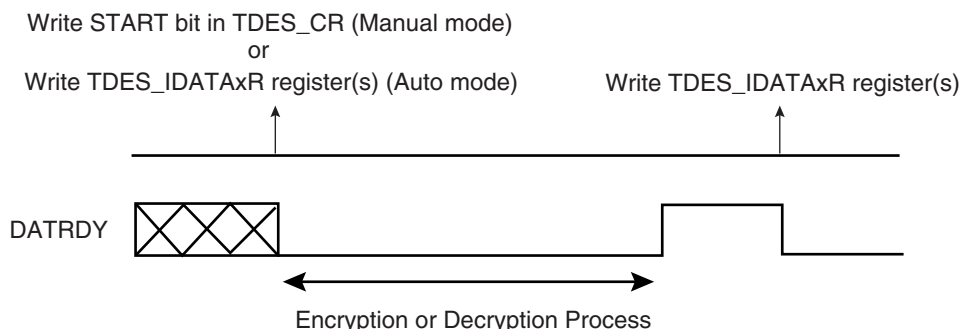 Write START bit in TDES_CR (Manual mode)
or
Write TDES_IDATAxR register(s) (Auto mode)
Write TDES_IDATAxR register(s)
DATRDY
Encryption or Decryption Process